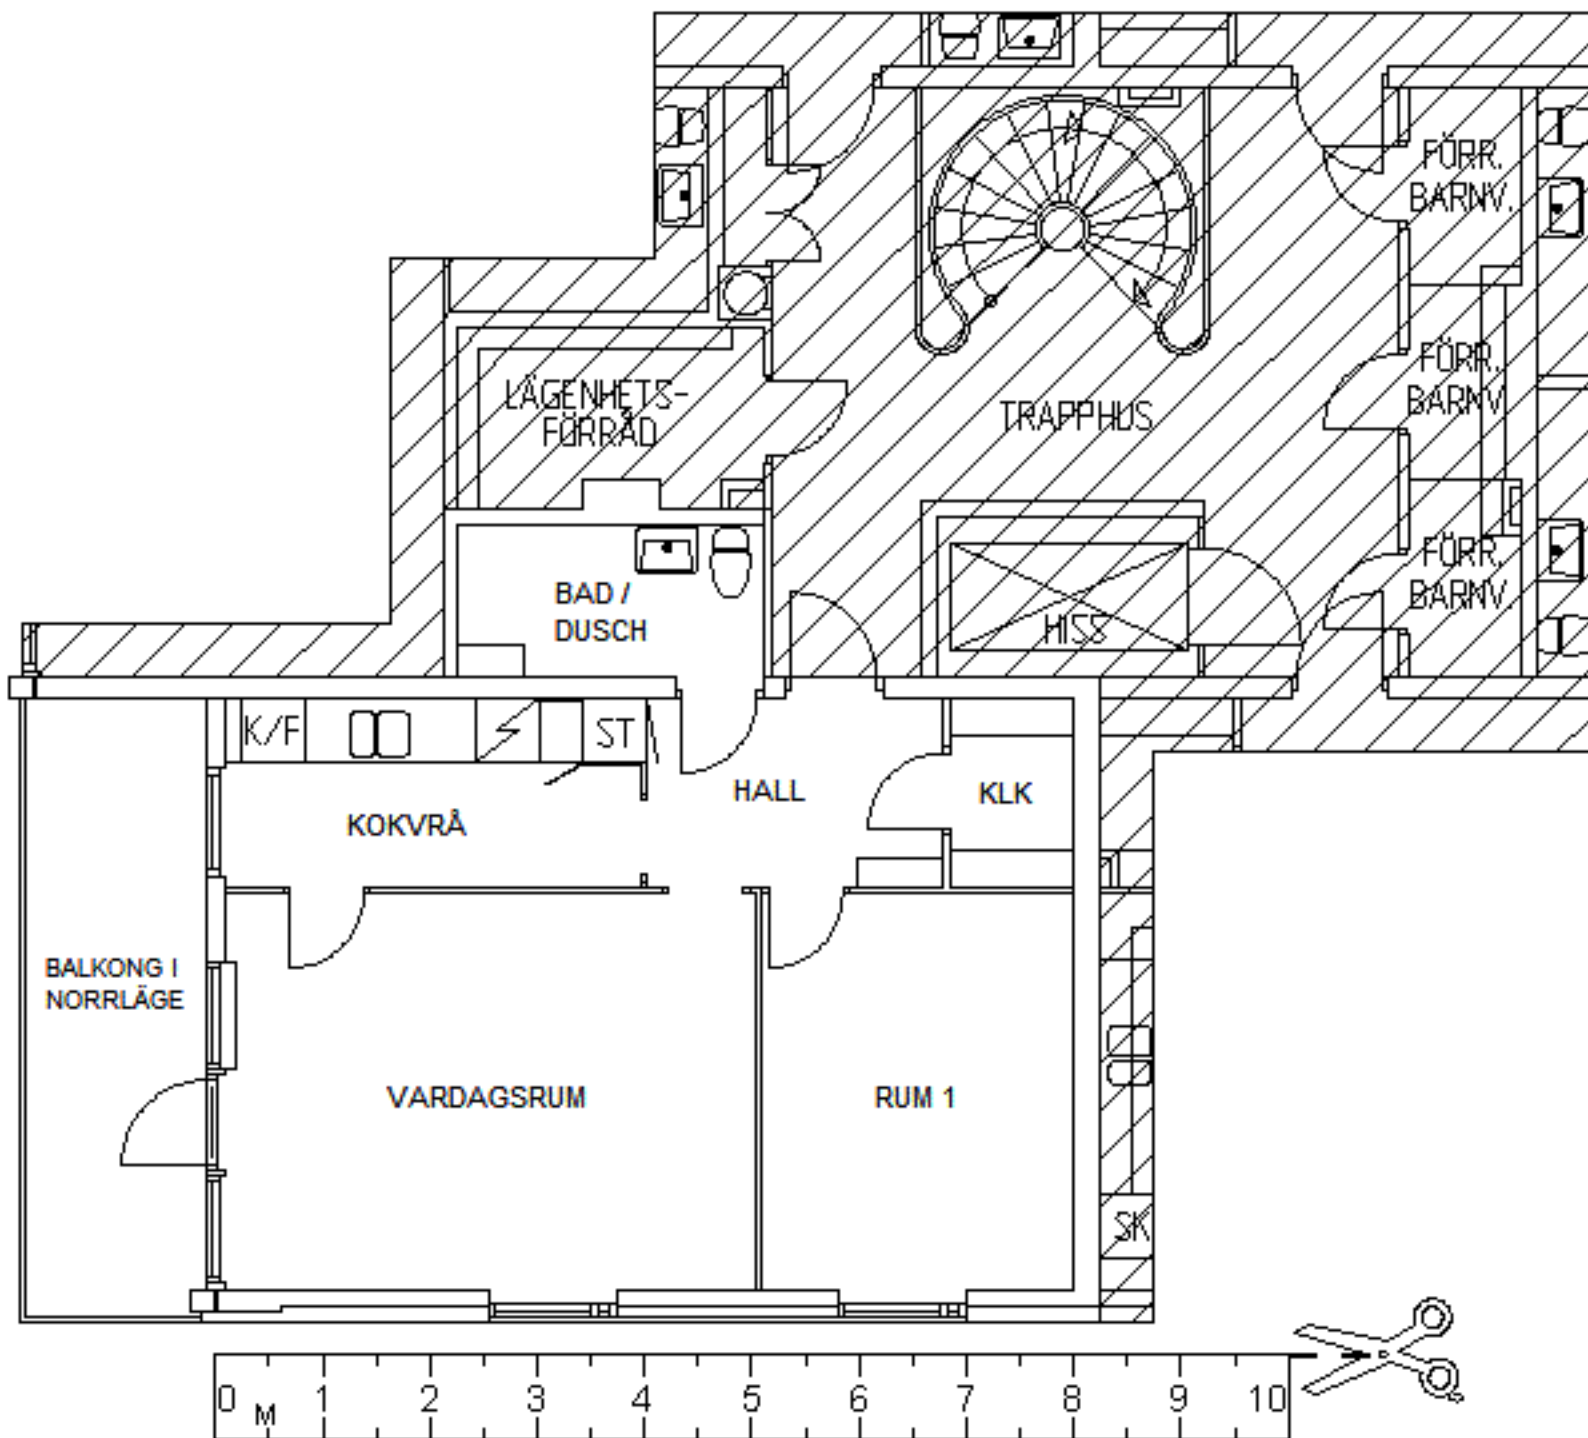 FÖRR.
BARNV.
LÄGENHETS-
FÖRRÅD
TRAPPHUS
FÖRR.
BARNV.
BAD /
DUSCH
HISS
FÖRR.
BARNV.
K/F
ST
HALL
KLK
KOKVRÅ
BALKONG I
NORRLÄGE
VARDAGSRUM
RUM 1
SK
0 M 1 2 3 4 5 6 7 8 9 10